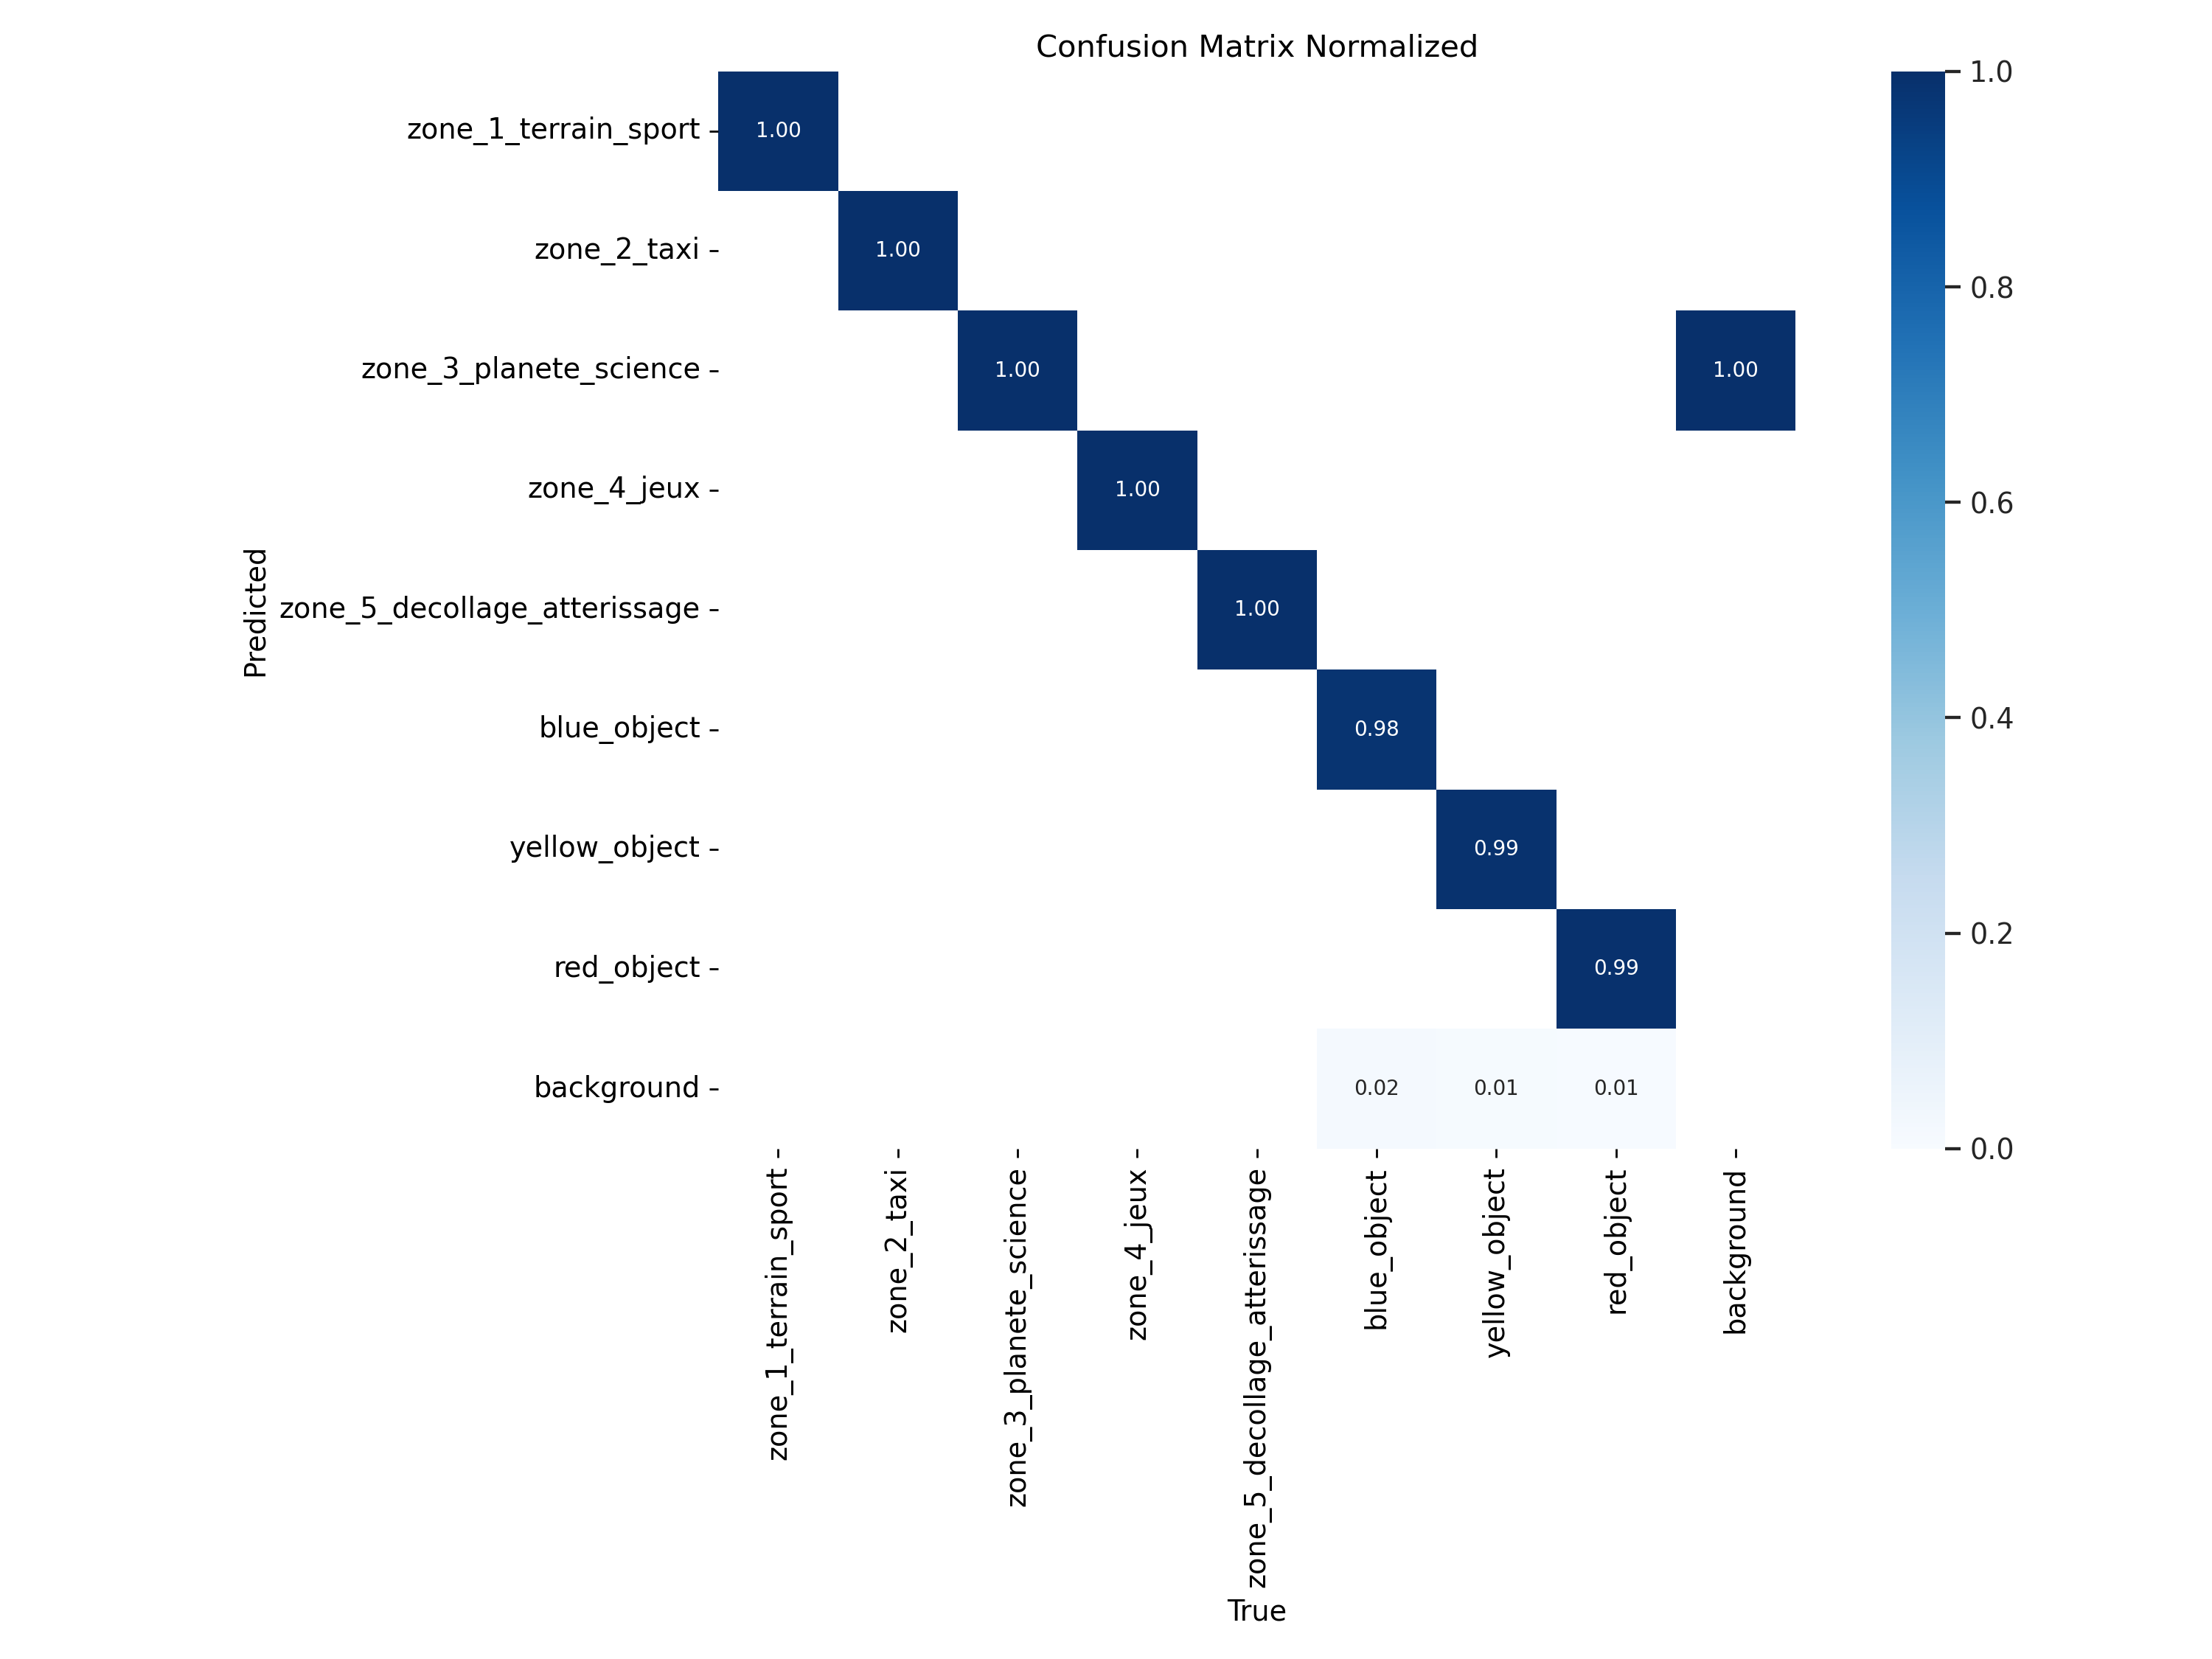 Confusion Matrix Normalized
zone_1_terrain_sport
zone_2_taxi
zone_3_planete_science
zone_4_jeux
zone_5_decollage_atterissage
blue_object
yellow_object
red_object
background
Predicted
1.00
1.00
1.00 1.00
1.00
1.00
0.98
0.99
0.99
0.02 0.01 0.01
1.0
0.8
0.6
0.4
0.2
0.0
zone_1_terrain_sport
zone_2_taxi
zone_3_planete_science
zone_4_jeux
zone_5_decollage_atterissage
blue_object
yellow_object
red_object
background
True